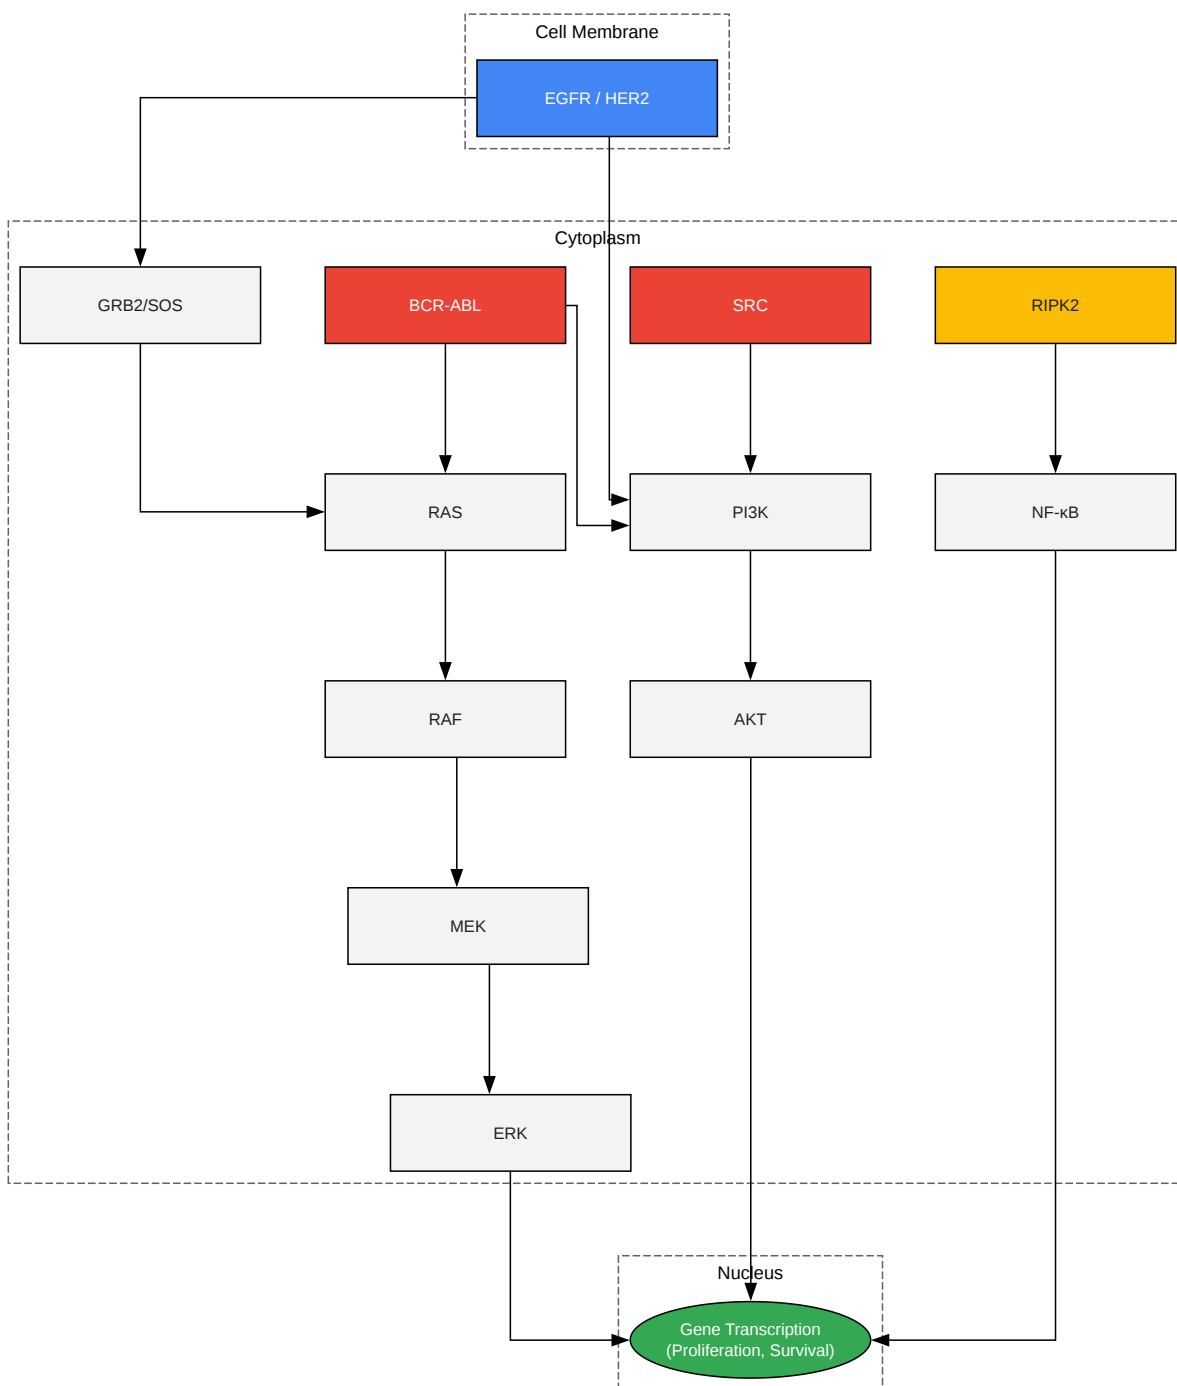 Cell Membrane
EGFR / HER2
Cytoplasm
GRB2/SOS
BCR-ABL
SRC
RIPK2
RAS
PI3K
NF-κB
RAF
AKT
MEK
ERK
Nucleus
Gene Transcription
(Proliferation, Survival)